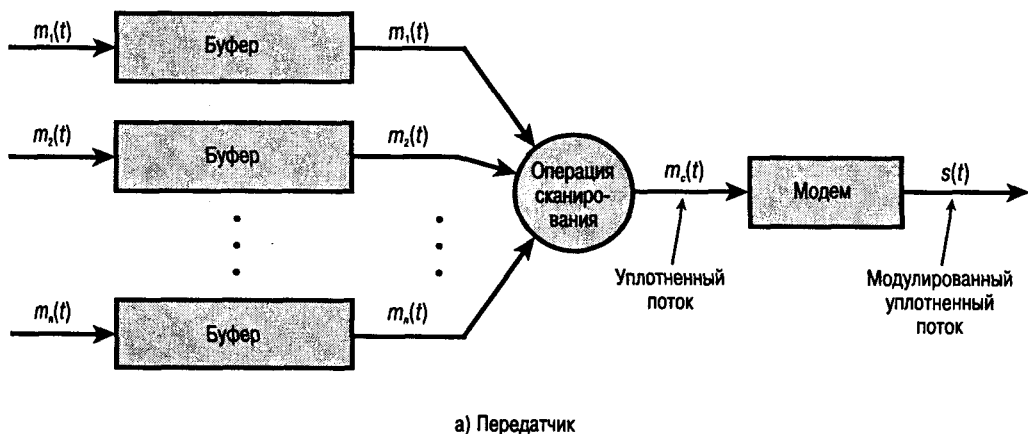 m₁(t)
Буфер
m₁(t)
m₂(t)
Буфер
m₂(t)
Операция
сканиро-
вания
m_c(t)
Модем
s(t)
Уплотненный
поток
Модулированный
уплотненный
поток
mₙ(t)
Буфер
mₙ(t)
а) Передатчик